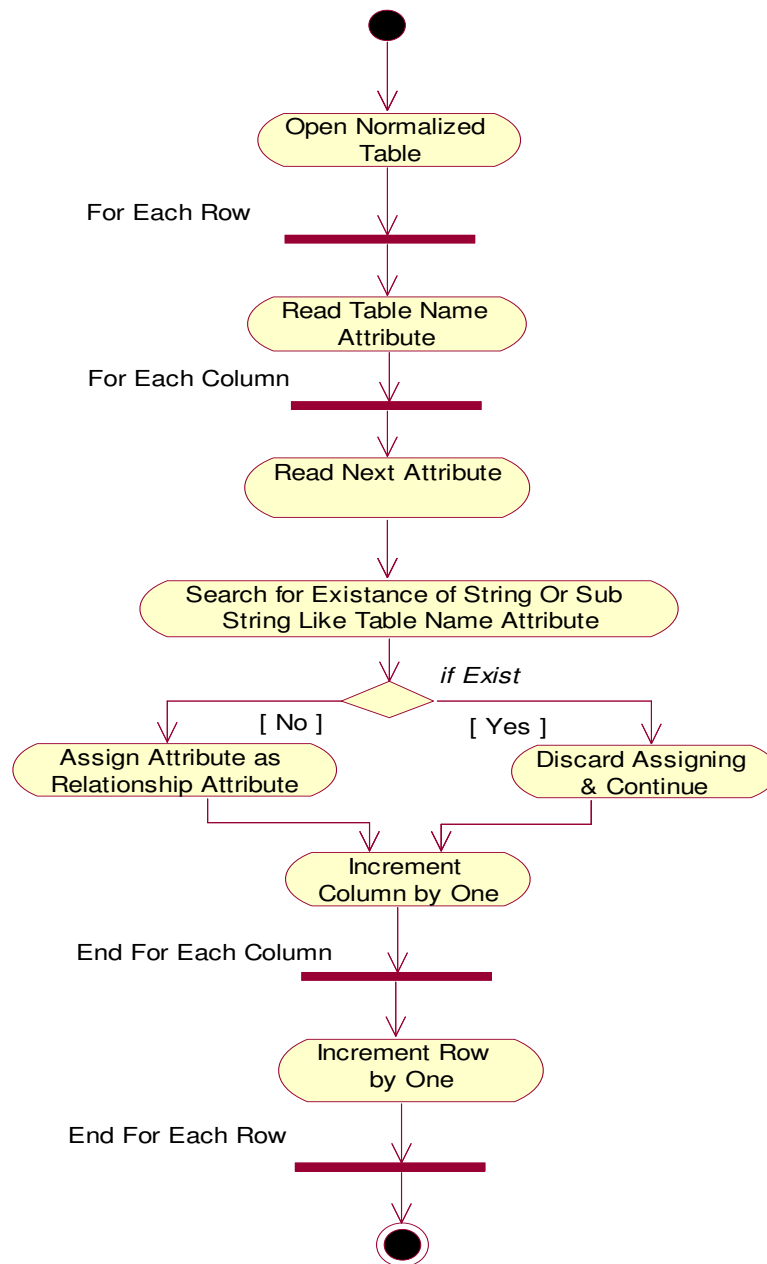 Open Normalized
Table
For Each Row
Read Table Name
Attribute
For Each Column
Read Next Attribute
Search for Existance of String Or Sub
String Like Table Name Attribute
if Exist
[ No ]
[ Yes ]
Assign Attribute as
Relationship Attribute
Discard Assigning
& Continue
Increment
Column by One
End For Each Column
Increment Row
by One
End For Each Row